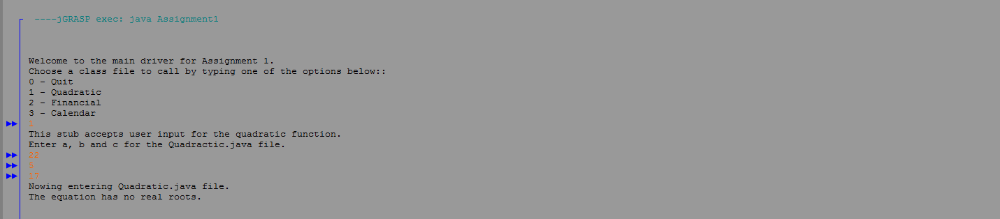 ----jGRASP exec: java Assignment1
Welcome to the main driver for Assignment 1.
Choose a class file to call by typing one of the options below::
0 - Quit
1 - Quadratic
2 - Financial
3 - Calendar
1
This stub accepts user input for the quadratic function.
Enter a, b and c for the Quadractic.java file.
22
5
17
Nowing entering Quadratic.java file.
The equation has no real roots.